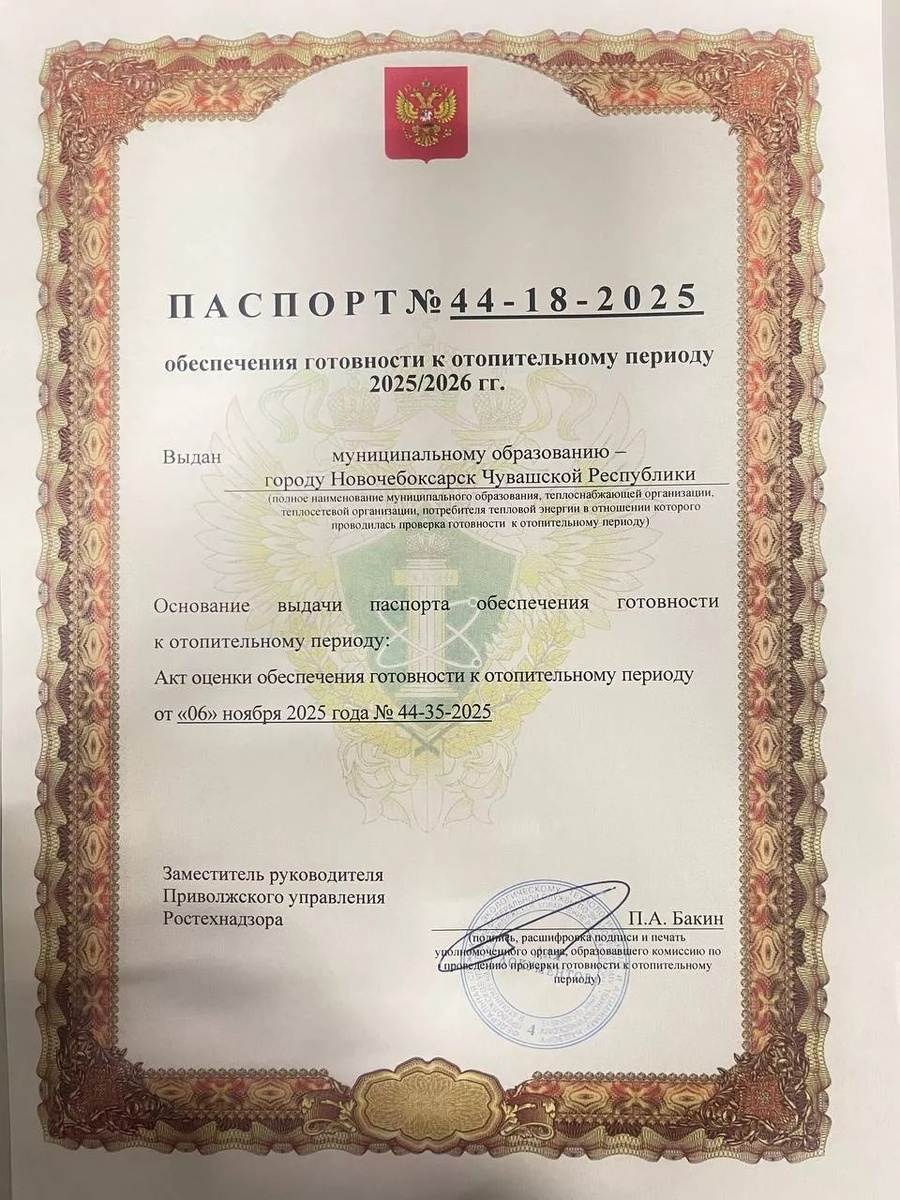 ПАСПОРТ № 44-18-2025
обеспечения готовности к отопительному периоду
2025/2026 гг.
Выдан муниципальному образованию –
городу Новочебоксарск Чувашской Республики
(полное наименование муниципального образования, теплоснабжающей организации,
теплосетевой организации, потребителя тепловой энергии в отношении которого
проводилась проверка готовности к отопительному периоду)
Основание выдачи паспорта обеспечения готовности
к отопительному периоду:
Акт оценки обеспечения готовности к отопительному периоду
от «06» ноября 2025 года № 44-35-2025
Заместитель руководителя
Приволжского управления
Ростехнадзора
П.А. Бакин
(подпись, расшифровка подписи и печать
уполномоченного органа, образовавшего комиссию по
проведению проверки готовности к отопительному
периоду)
4